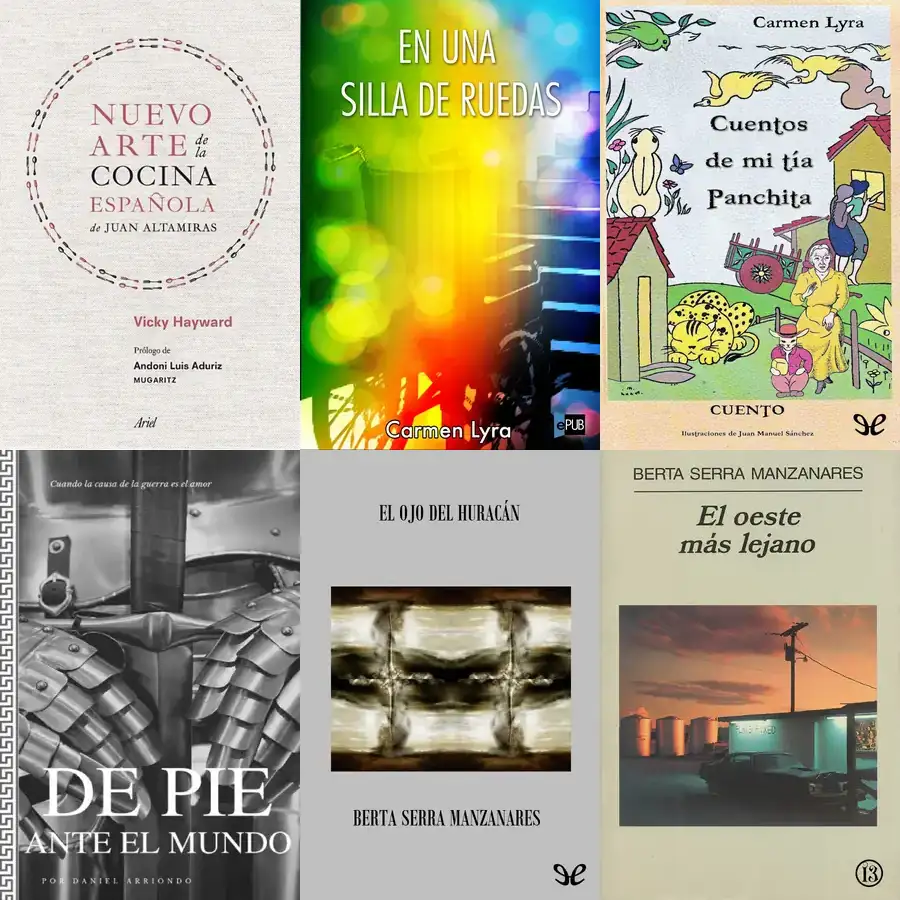 NUEVO
ARTE de la
COCINA
ESPAÑOLA
de JUAN ALTAMIRAS
Vicky Hayward
Prólogo de
Andoni Luis Aduriz
MUGARITZ
Ariel
EN UNA
SILLA DE RUEDAS
Carmen Lyra
ePUB
Carmen Lyra
Cuentos
de mi tía
Panchita
CUENTO
Ilustraciones de Juan Manuel Sánchez
Cuando la causa de la guerra es el amor
DE PIE
ANTE EL MUNDO
POR DANIEL ARRIONDO
EL OJO DEL HURACÁN
BERTA SERRA MANZANARES
BERTA SERRA MANZANARES
El oeste
más lejano
13